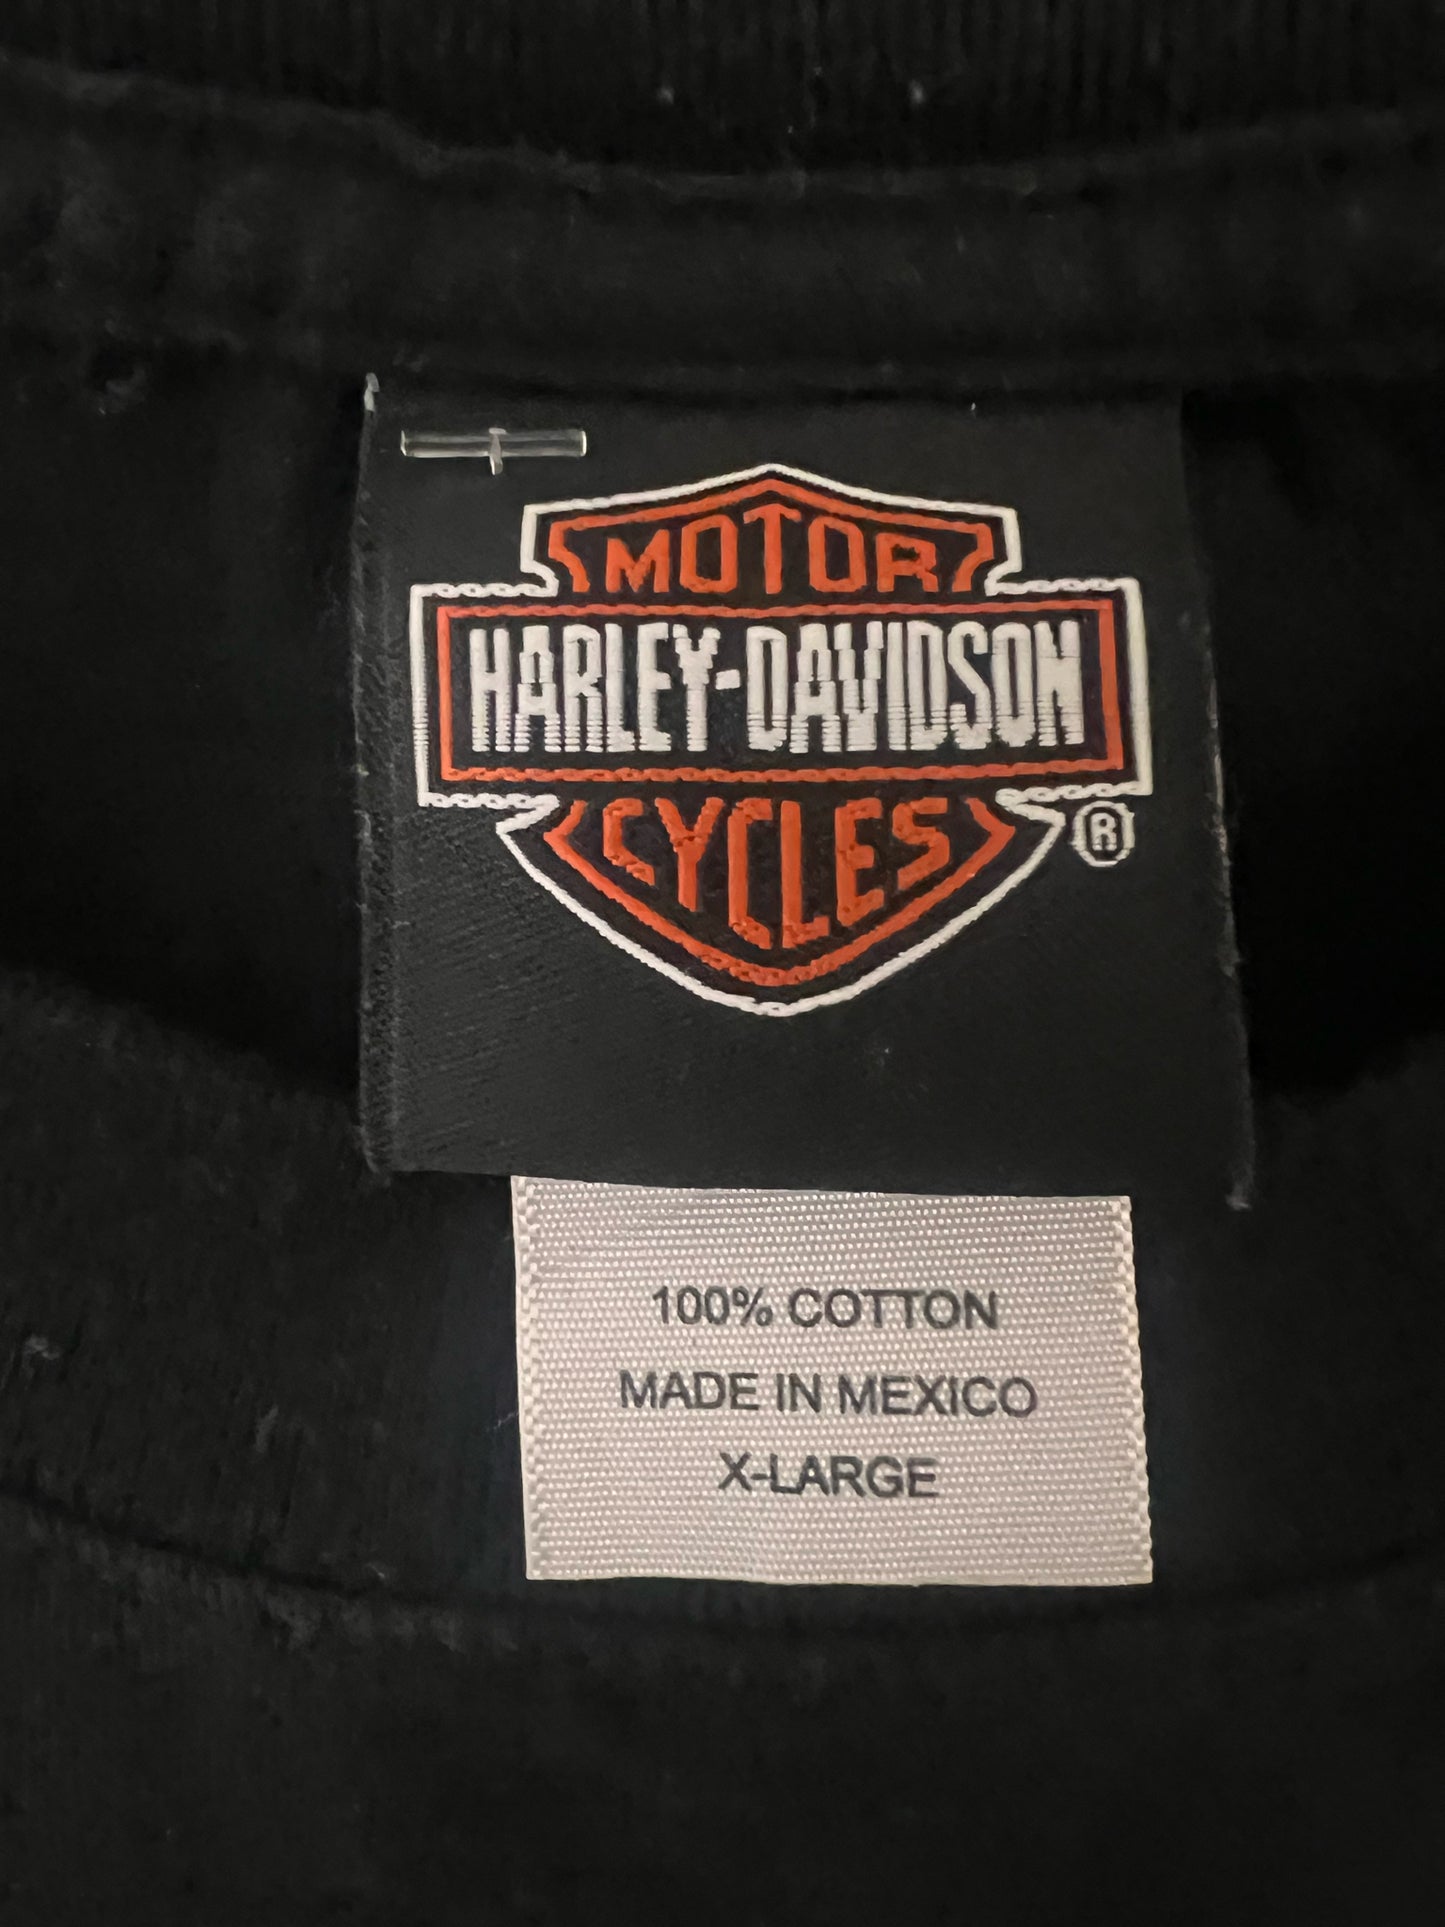 MOTOR
HARLEY-DAVIDSON
CYCLES
®
100% COTTON
MADE IN MEXICO
X-LARGE